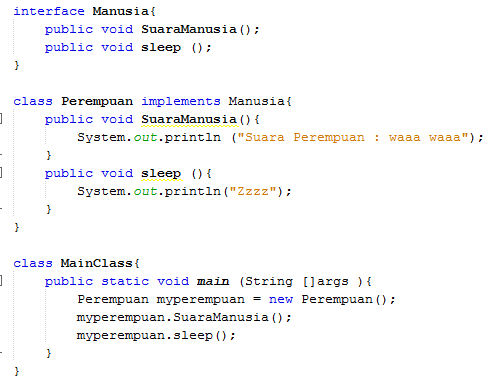 interface Manusia{
    public void SuaraManusia();
    public void sleep ();
}

class Perempuan implements Manusia{
    public void SuaraManusia(){
        System.out.println ("Suara Perempuan : waaa waaa");
    }
    public void sleep (){
        System.out.println("Zzzz");
    }
}

class MainClass{
    public static void main (String []args ){
        Perempuan myperempuan = new Perempuan();
        myperempuan.SuaraManusia();
        myperempuan.sleep();
    }
}